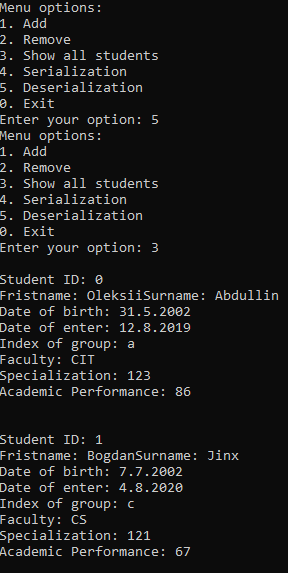 Menu options:
1. Add
2. Remove
3. Show all students
4. Serialization
5. Deserialization
0. Exit
Enter your option: 5
Menu options:
1. Add
2. Remove
3. Show all students
4. Serialization
5. Deserialization
0. Exit
Enter your option: 3
Student ID: 0
Fristname: OleksiiSurname: Abdullin
Date of birth: 31.5.2002
Date of enter: 12.8.2019
Index of group: a
Faculty: CIT
Specialization: 123
Academic Performance: 86
Student ID: 1
Fristname: BogdanSurname: Jinx
Date of birth: 7.7.2002
Date of enter: 4.8.2020
Index of group: c
Faculty: CS
Specialization: 121
Academic Performance: 67